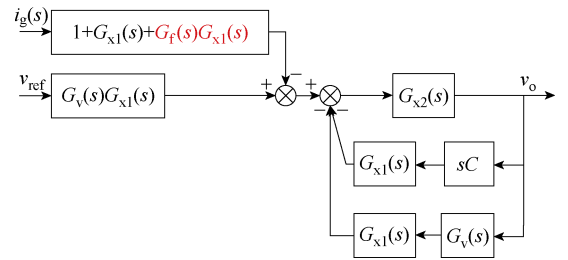 i_g(s)
1+G_x1(s)+G_f(s)G_x1(s)
v_ref
G_v(s)G_x1(s)
+
−
+
− −
G_x2(s)
v_o
G_x1(s)
sC
G_x1(s)
G_v(s)